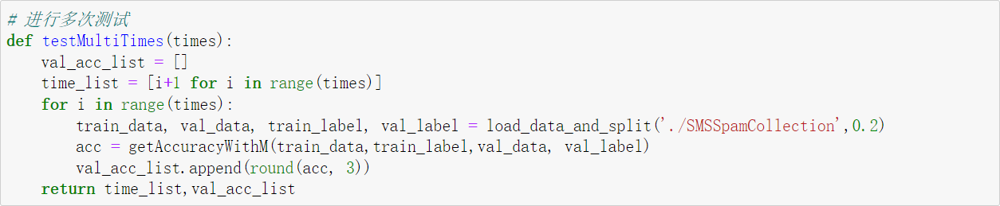 # 进行多次测试
def testMultiTimes(times):
    val_acc_list = []
    time_list = [i+1 for i in range(times)]
    for i in range(times):
        train_data, val_data, train_label, val_label = load_data_and_split('./SMSSpamCollection',0.2)
        acc = getAccuracyWithM(train_data,train_label,val_data, val_label)
        val_acc_list.append(round(acc, 3))
    return time_list,val_acc_list